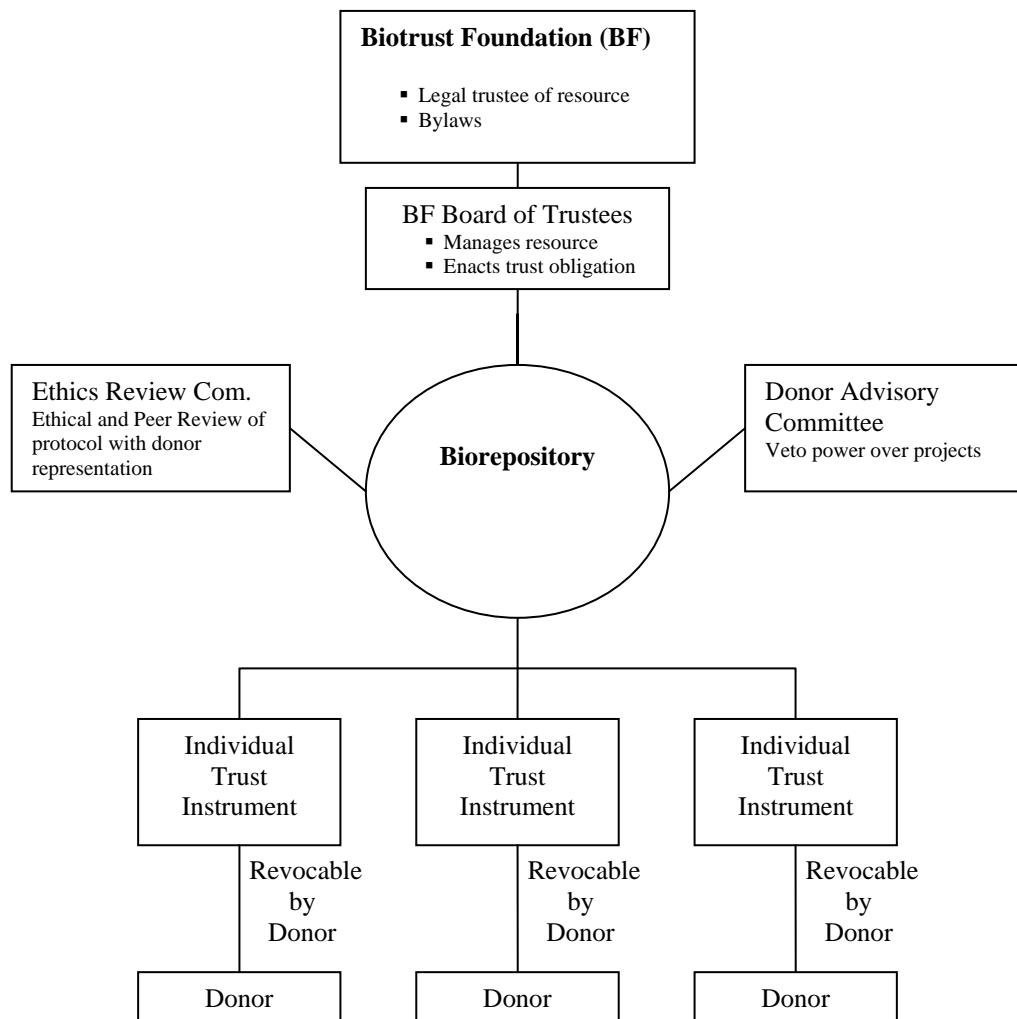 Biotrust Foundation (BF)
▪ Legal trustee of resource
▪ Bylaws
BF Board of Trustees
▪ Manages resource
▪ Enacts trust obligation
Ethics Review Com.
Ethical and Peer Review of
protocol with donor
representation
Biorepository
Donor Advisory
Committee
Veto power over projects
Individual
Trust
Instrument
Individual
Trust
Instrument
Individual
Trust
Instrument
Revocable
by
Donor
Revocable
by
Donor
Revocable
by
Donor
Donor
Donor
Donor